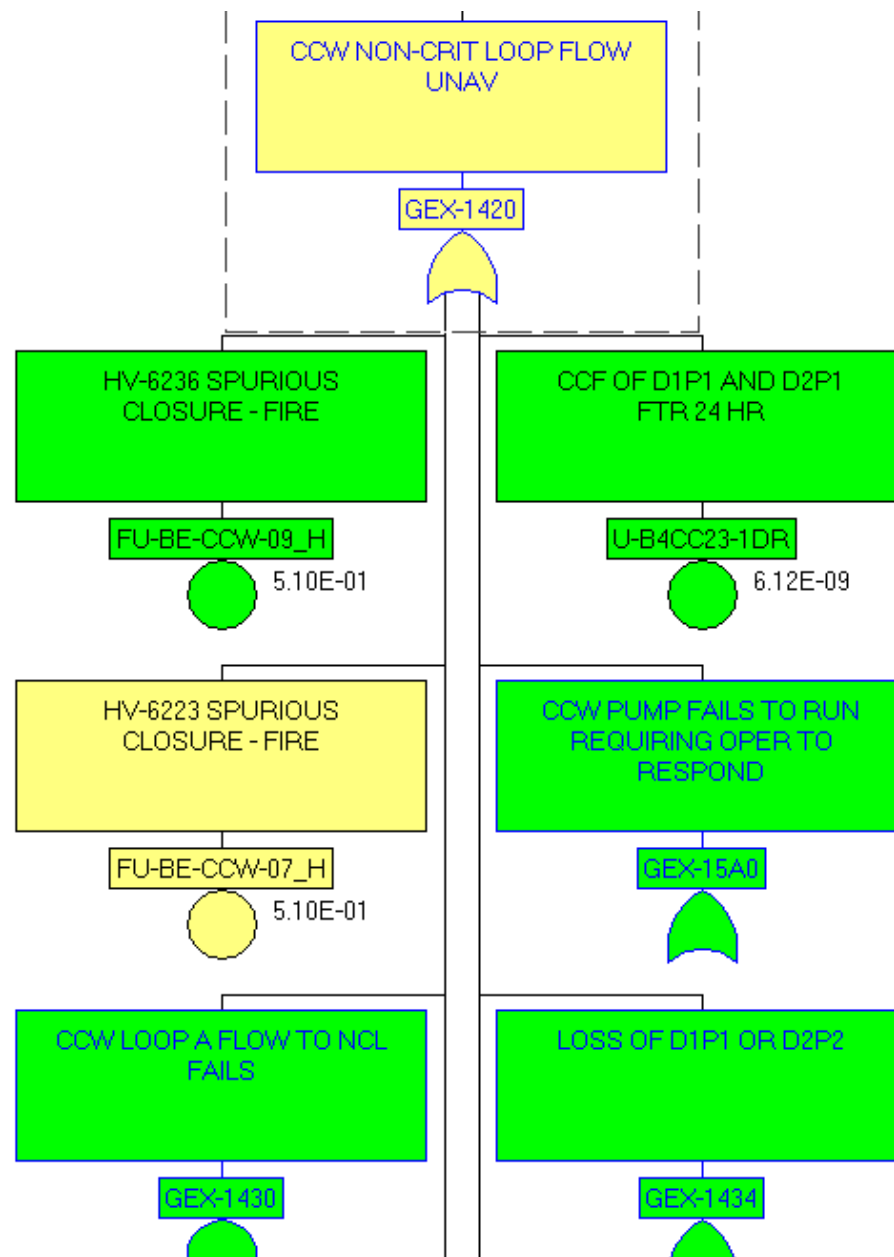 CCW NON-CRIT LOOP FLOW
UNAV
GEX-1420
HV-6236 SPURIOUS
CLOSURE - FIRE
FU-BE-CCW-09_H
5.10E-01
CCF OF D1P1 AND D2P1
FTR 24 HR
U-B4CC23-1DR
6.12E-09
HV-6223 SPURIOUS
CLOSURE - FIRE
FU-BE-CCW-07_H
5.10E-01
CCW PUMP FAILS TO RUN
REQUIRING OPER TO
RESPOND
GEX-15A0
CCW LOOP A FLOW TO NCL
FAILS
GEX-1430
LOSS OF D1P1 OR D2P2
GEX-1434